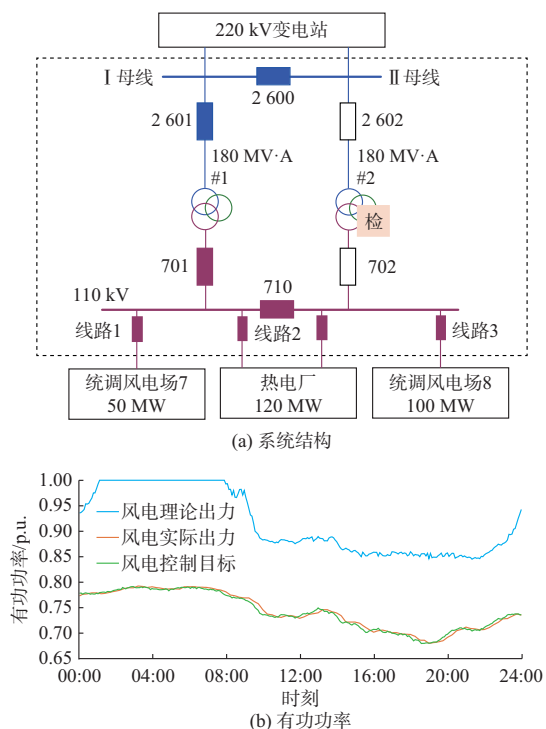 220 kV变电站
Ⅰ母线
Ⅱ母线
2 600
2 601
2 602
180 MV·A
180 MV·A
#1
#2
检
701
702
710
110 kV
线路1
线路2
线路3
统调风电场7
50 MW
热电厂
120 MW
统调风电场8
100 MW
(a) 系统结构
有功功率/p.u.
1.00
0.95
0.90
0.85
0.80
0.75
0.70
0.65
风电理论出力
风电实际出力
风电控制目标
00:00
04:00
08:00
12:00
16:00
20:00
24:00
时刻
(b) 有功功率